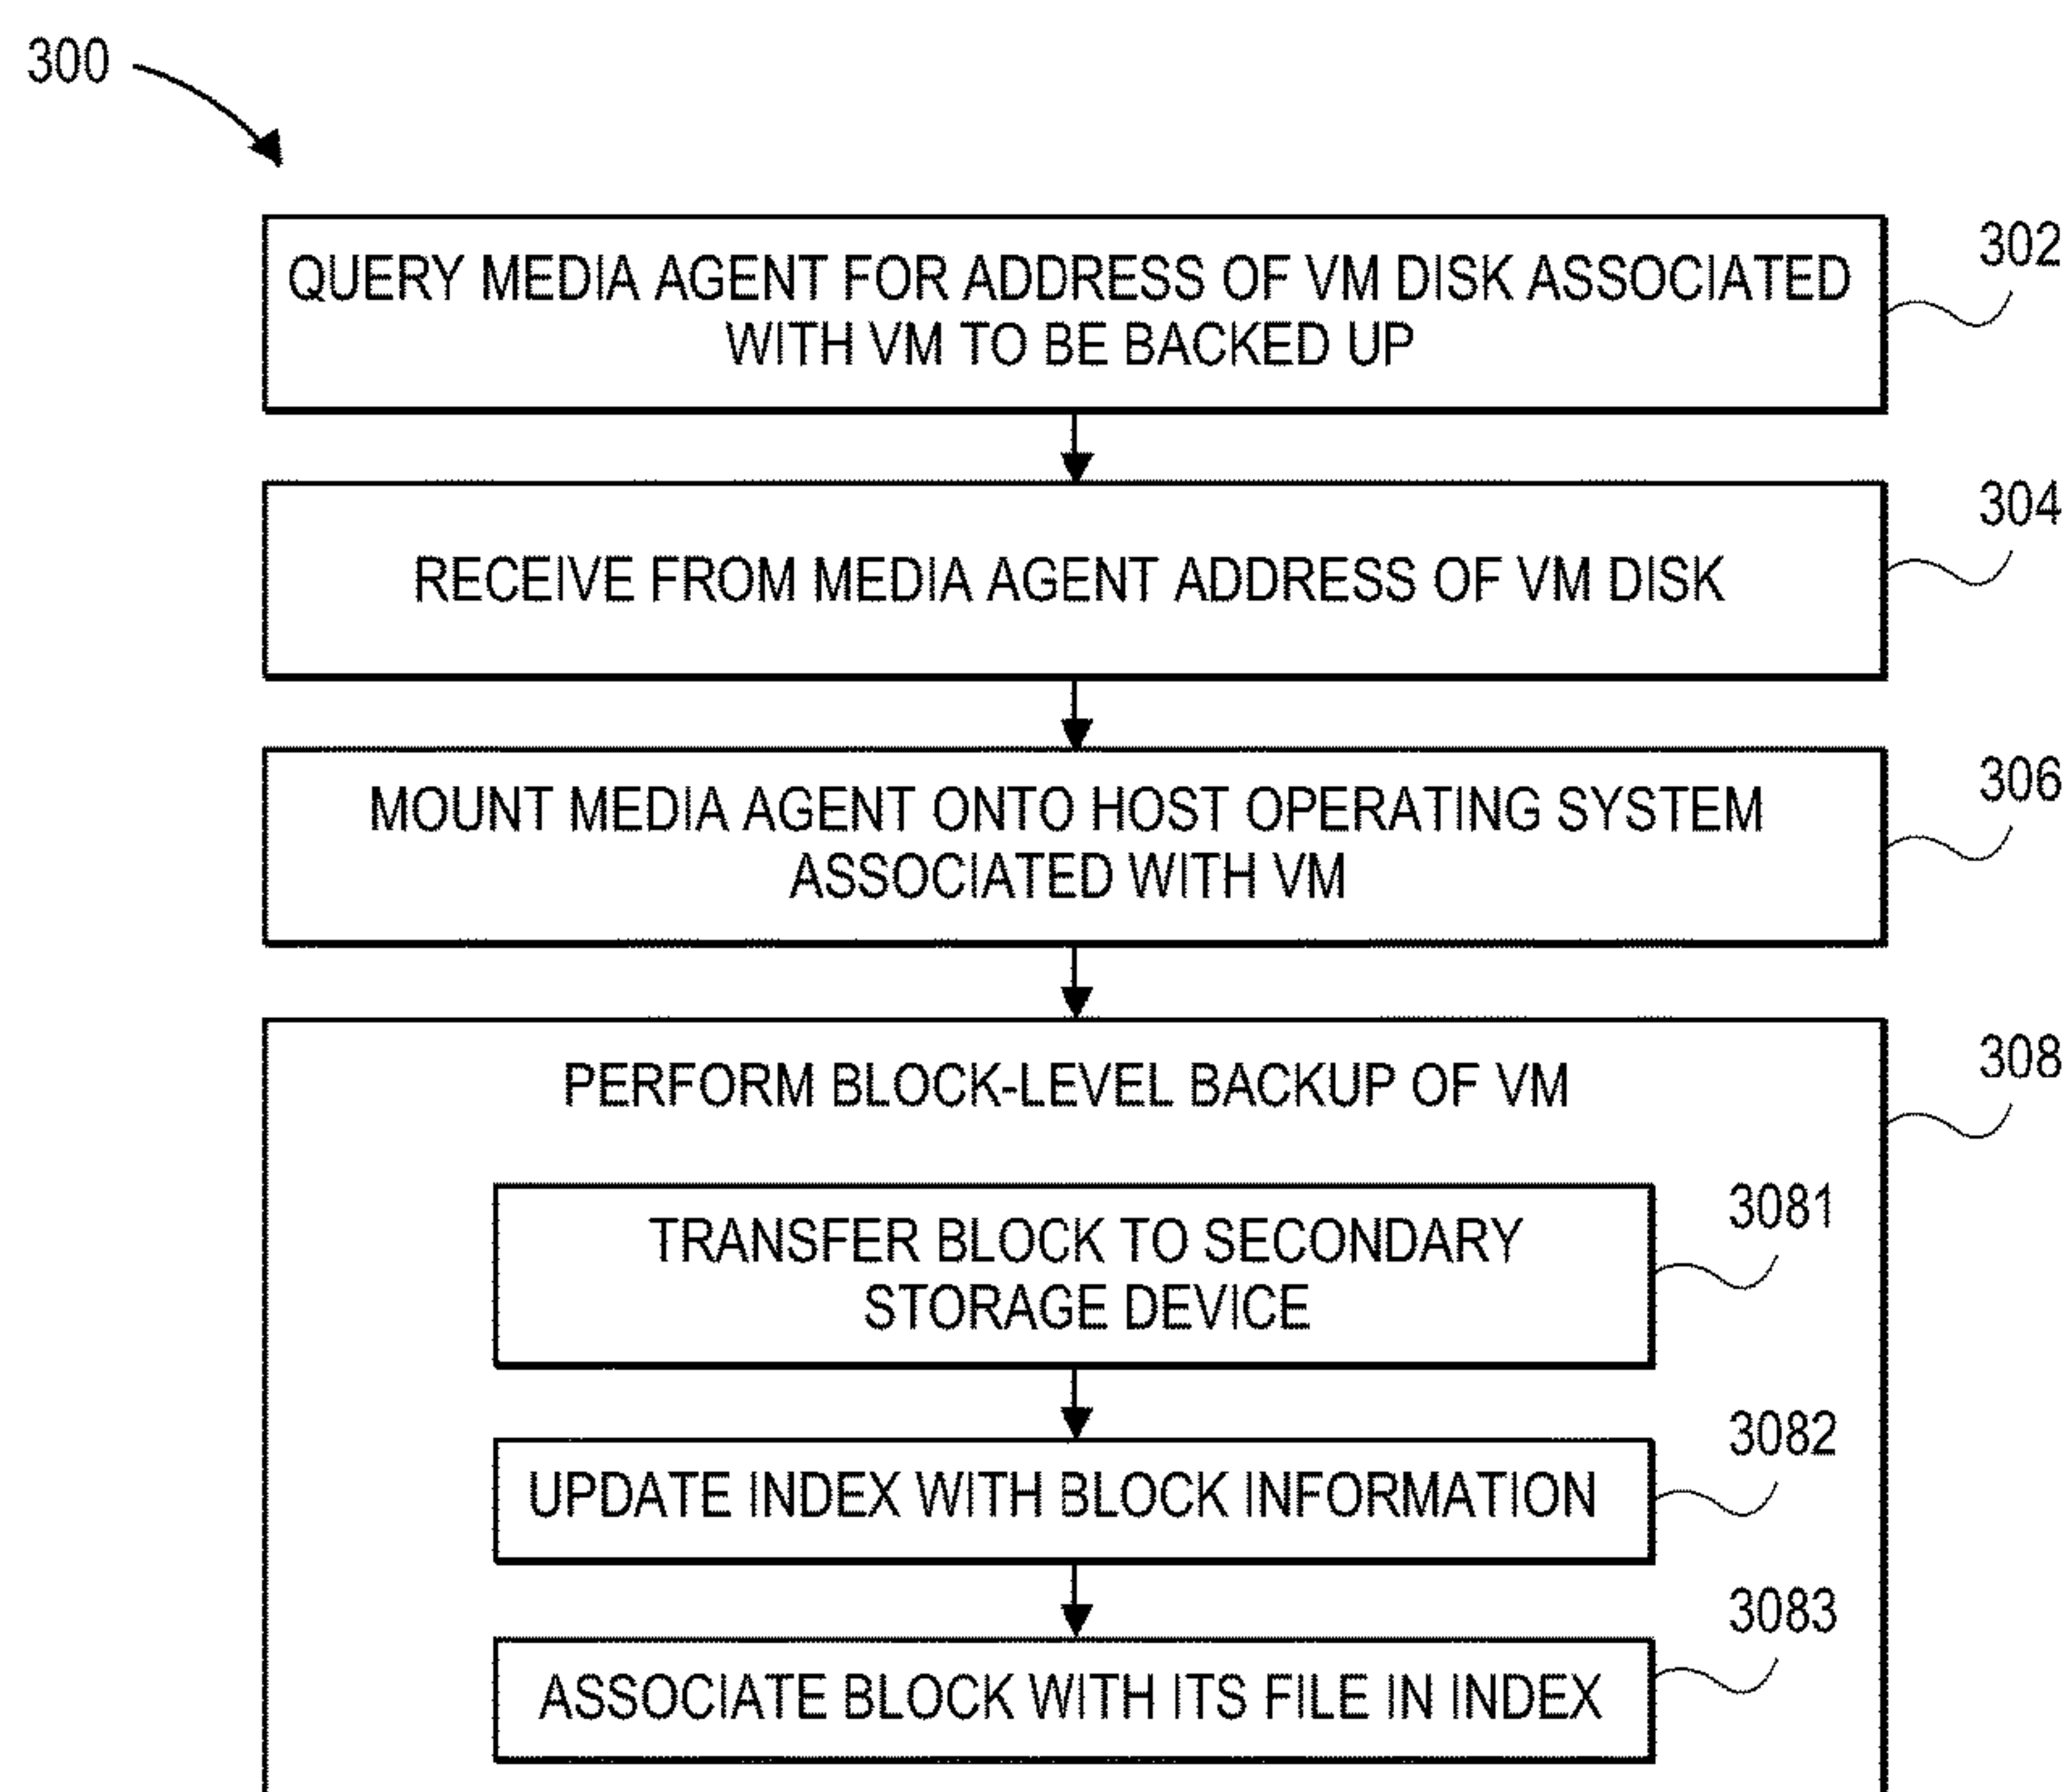 300
302
QUERY MEDIA AGENT FOR ADDRESS OF VM DISK ASSOCIATED
WITH VM TO BE BACKED UP
304
RECEIVE FROM MEDIA AGENT ADDRESS OF VM DISK
306
MOUNT MEDIA AGENT ONTO HOST OPERATING SYSTEM
ASSOCIATED WITH VM
308
PERFORM BLOCK-LEVEL BACKUP OF VM
3081
TRANSFER BLOCK TO SECONDARY
STORAGE DEVICE
3082
UPDATE INDEX WITH BLOCK INFORMATION
3083
ASSOCIATE BLOCK WITH ITS FILE IN INDEX